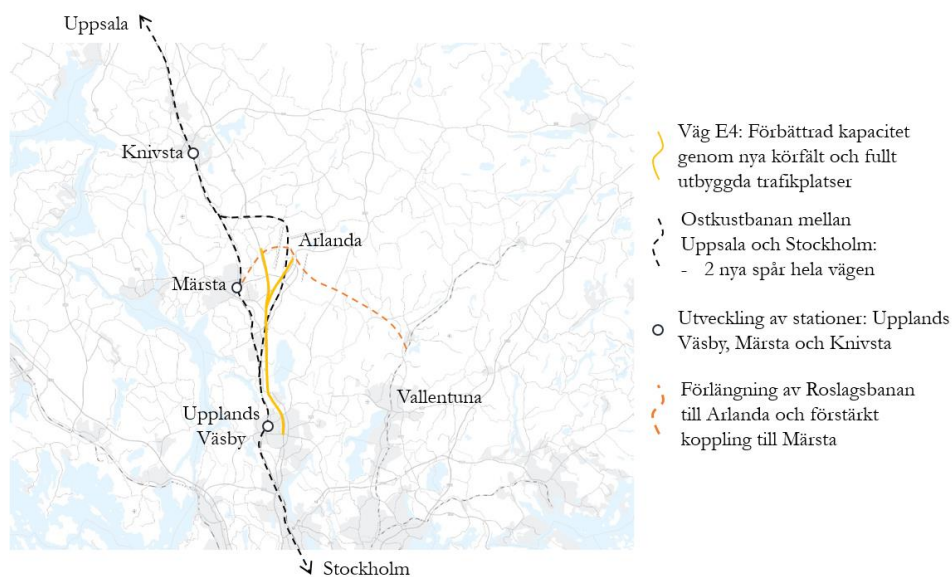 Uppsala
Knivsta
Arlanda
Märsta
Vallentuna
Upplands
Väsby
Stockholm
Väg E4: Förbättrad kapacitet
genom nya körfält och fullt
utbyggda trafikplatser
Ostkustbanan mellan
Uppsala och Stockholm:
- 2 nya spår hela vägen
Utveckling av stationer: Upplands
Väsby, Märsta och Knivsta
Förlängning av Roslagsbanan
till Arlanda och förstärkt
koppling till Märsta